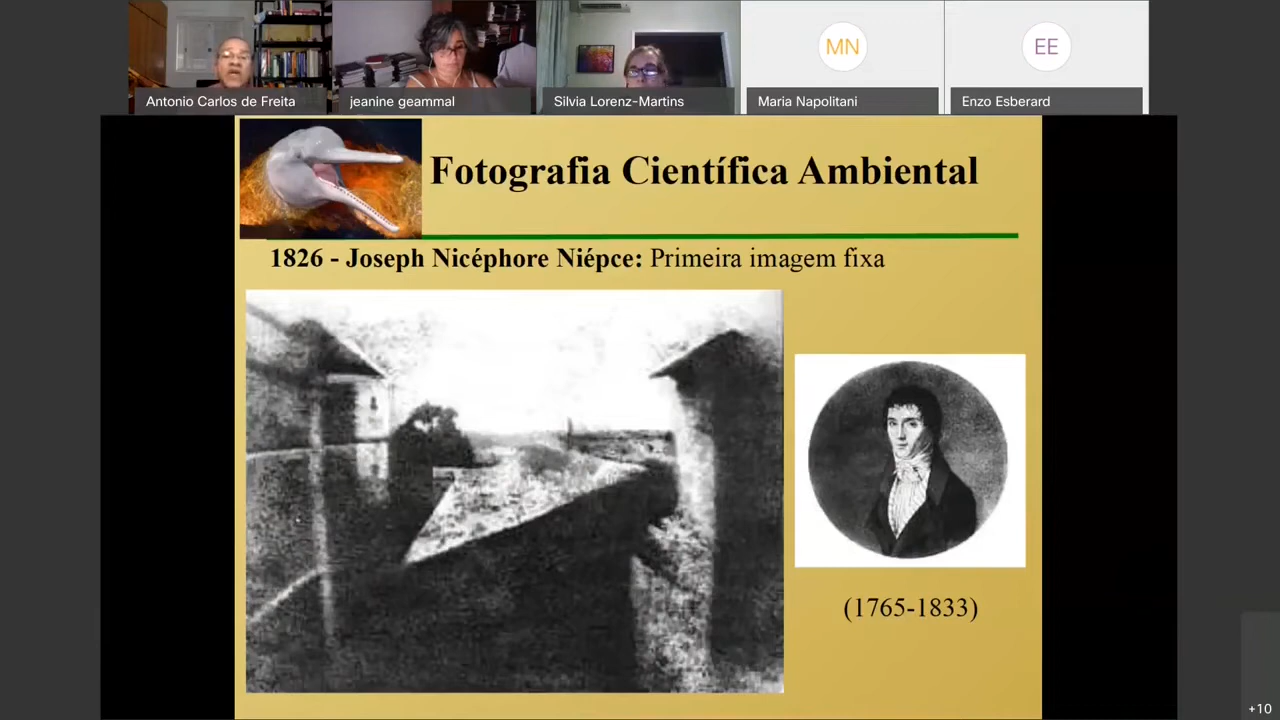 MN
EE
Antonio Carlos de Freita
jeanine geammal
Silvia Lorenz-Martins
Maria Napolitani
Enzo Esberard
Fotografia Científica Ambiental
1826 - Joseph Nicéphore Niépce: Primeira imagem fixa
(1765-1833)
+10